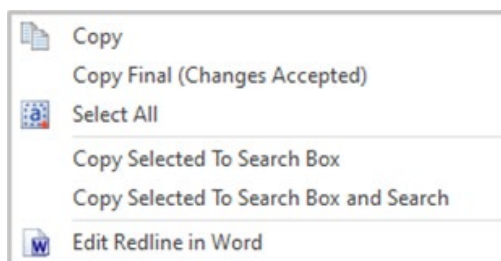 Copy
Copy Final (Changes Accepted)
Select All
Copy Selected To Search Box
Copy Selected To Search Box and Search
Edit Redline in Word